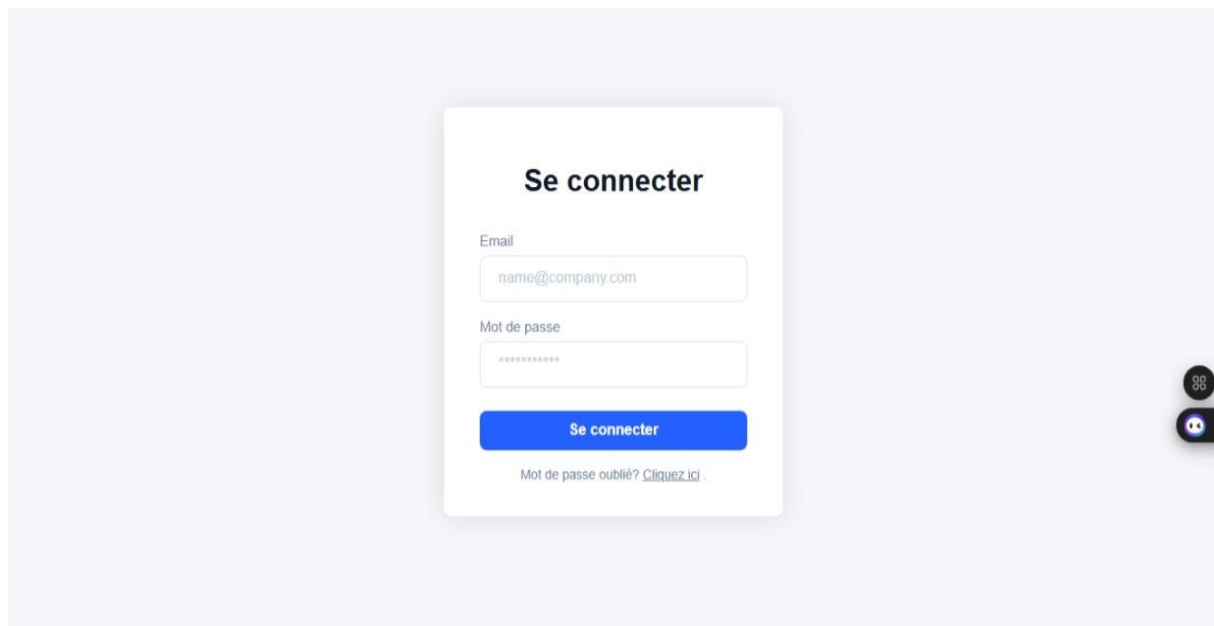 Se connecter
Email
name@company.com
Mot de passe
***********
Se connecter
Mot de passe oublié? Cliquez ici .